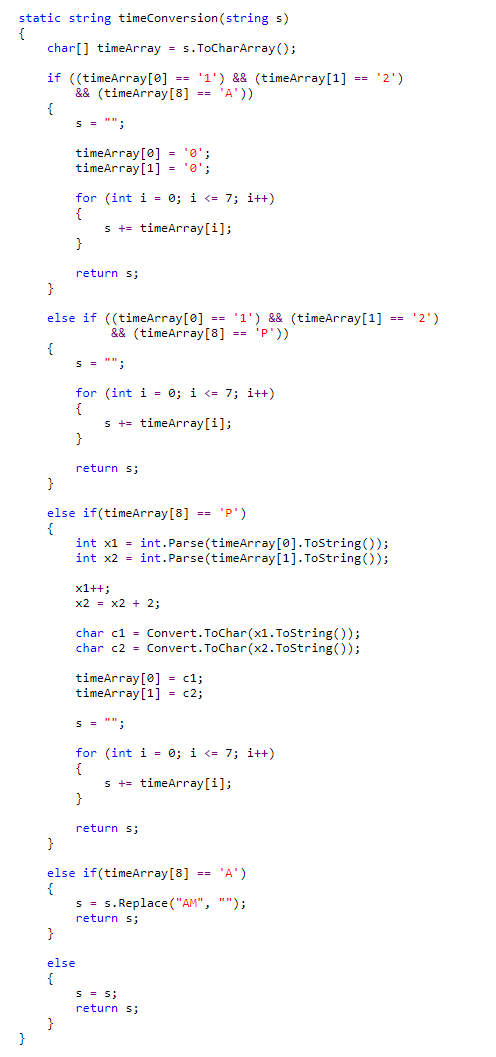 static string timeConversion(string s)
{
    char[] timeArray = s.ToCharArray();

    if ((timeArray[0] == '1') && (timeArray[1] == '2')
        && (timeArray[8] == 'A'))
    {
        s = "";

        timeArray[0] = '0';
        timeArray[1] = '0';

        for (int i = 0; i <= 7; i++)
        {
            s += timeArray[i];
        }

        return s;
    }

    else if ((timeArray[0] == '1') && (timeArray[1] == '2')
             && (timeArray[8] == 'P'))
    {
        s = "";

        for (int i = 0; i <= 7; i++)
        {
            s += timeArray[i];
        }

        return s;
    }

    else if(timeArray[8] == 'P')
    {
        int x1 = int.Parse(timeArray[0].ToString());
        int x2 = int.Parse(timeArray[1].ToString());

        x1++;
        x2 = x2 + 2;

        char c1 = Convert.ToChar(x1.ToString());
        char c2 = Convert.ToChar(x2.ToString());

        timeArray[0] = c1;
        timeArray[1] = c2;

        s = "";

        for (int i = 0; i <= 7; i++)
        {
            s += timeArray[i];
        }

        return s;
    }

    else if(timeArray[8] == 'A')
    {
        s = s.Replace("AM", "");
        return s;
    }

    else
    {
        s = s;
        return s;
    }
}